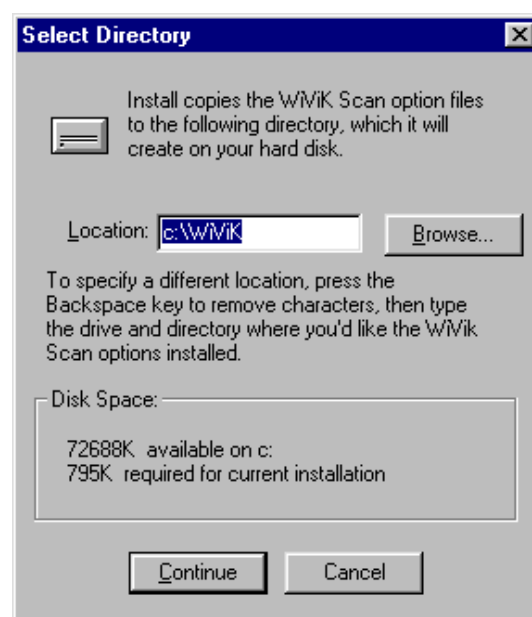 Select Directory
Install copies the WiViK Scan option files
to the following directory, which it will
create on your hard disk.
Location: c:\WiViK Browse...
To specify a different location, press the
Backspace key to remove characters, then type
the drive and directory where you'd like the WiVik
Scan options installed.
Disk Space:
72688K available on c:
795K required for current installation
Continue Cancel